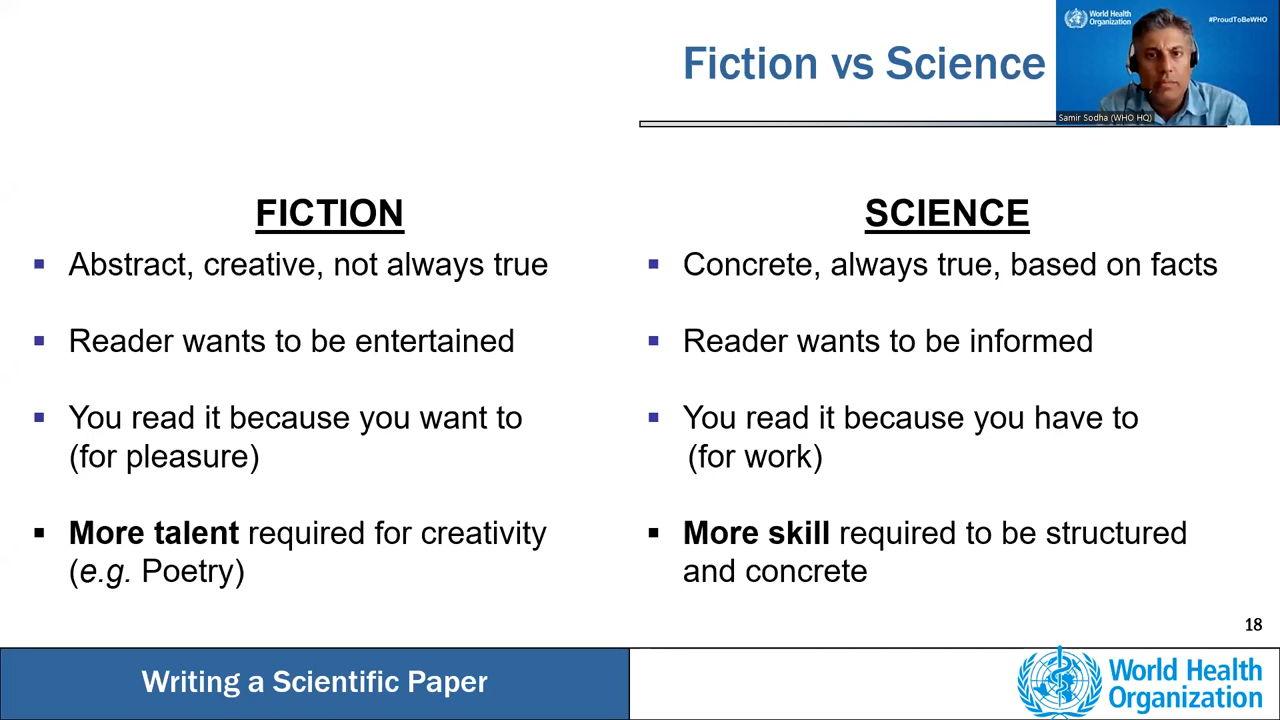 Fiction vs Science
World Health
Organization
#ProudToBeWHO
Samir Sodha (WHO HQ)
FICTION
▪ Abstract, creative, not always true
▪ Reader wants to be entertained
▪ You read it because you want to
(for pleasure)
▪ More talent required for creativity
(e.g. Poetry)
SCIENCE
▪ Concrete, always true, based on facts
▪ Reader wants to be informed
▪ You read it because you have to
(for work)
▪ More skill required to be structured
and concrete
18
Writing a Scientific Paper
World Health
Organization